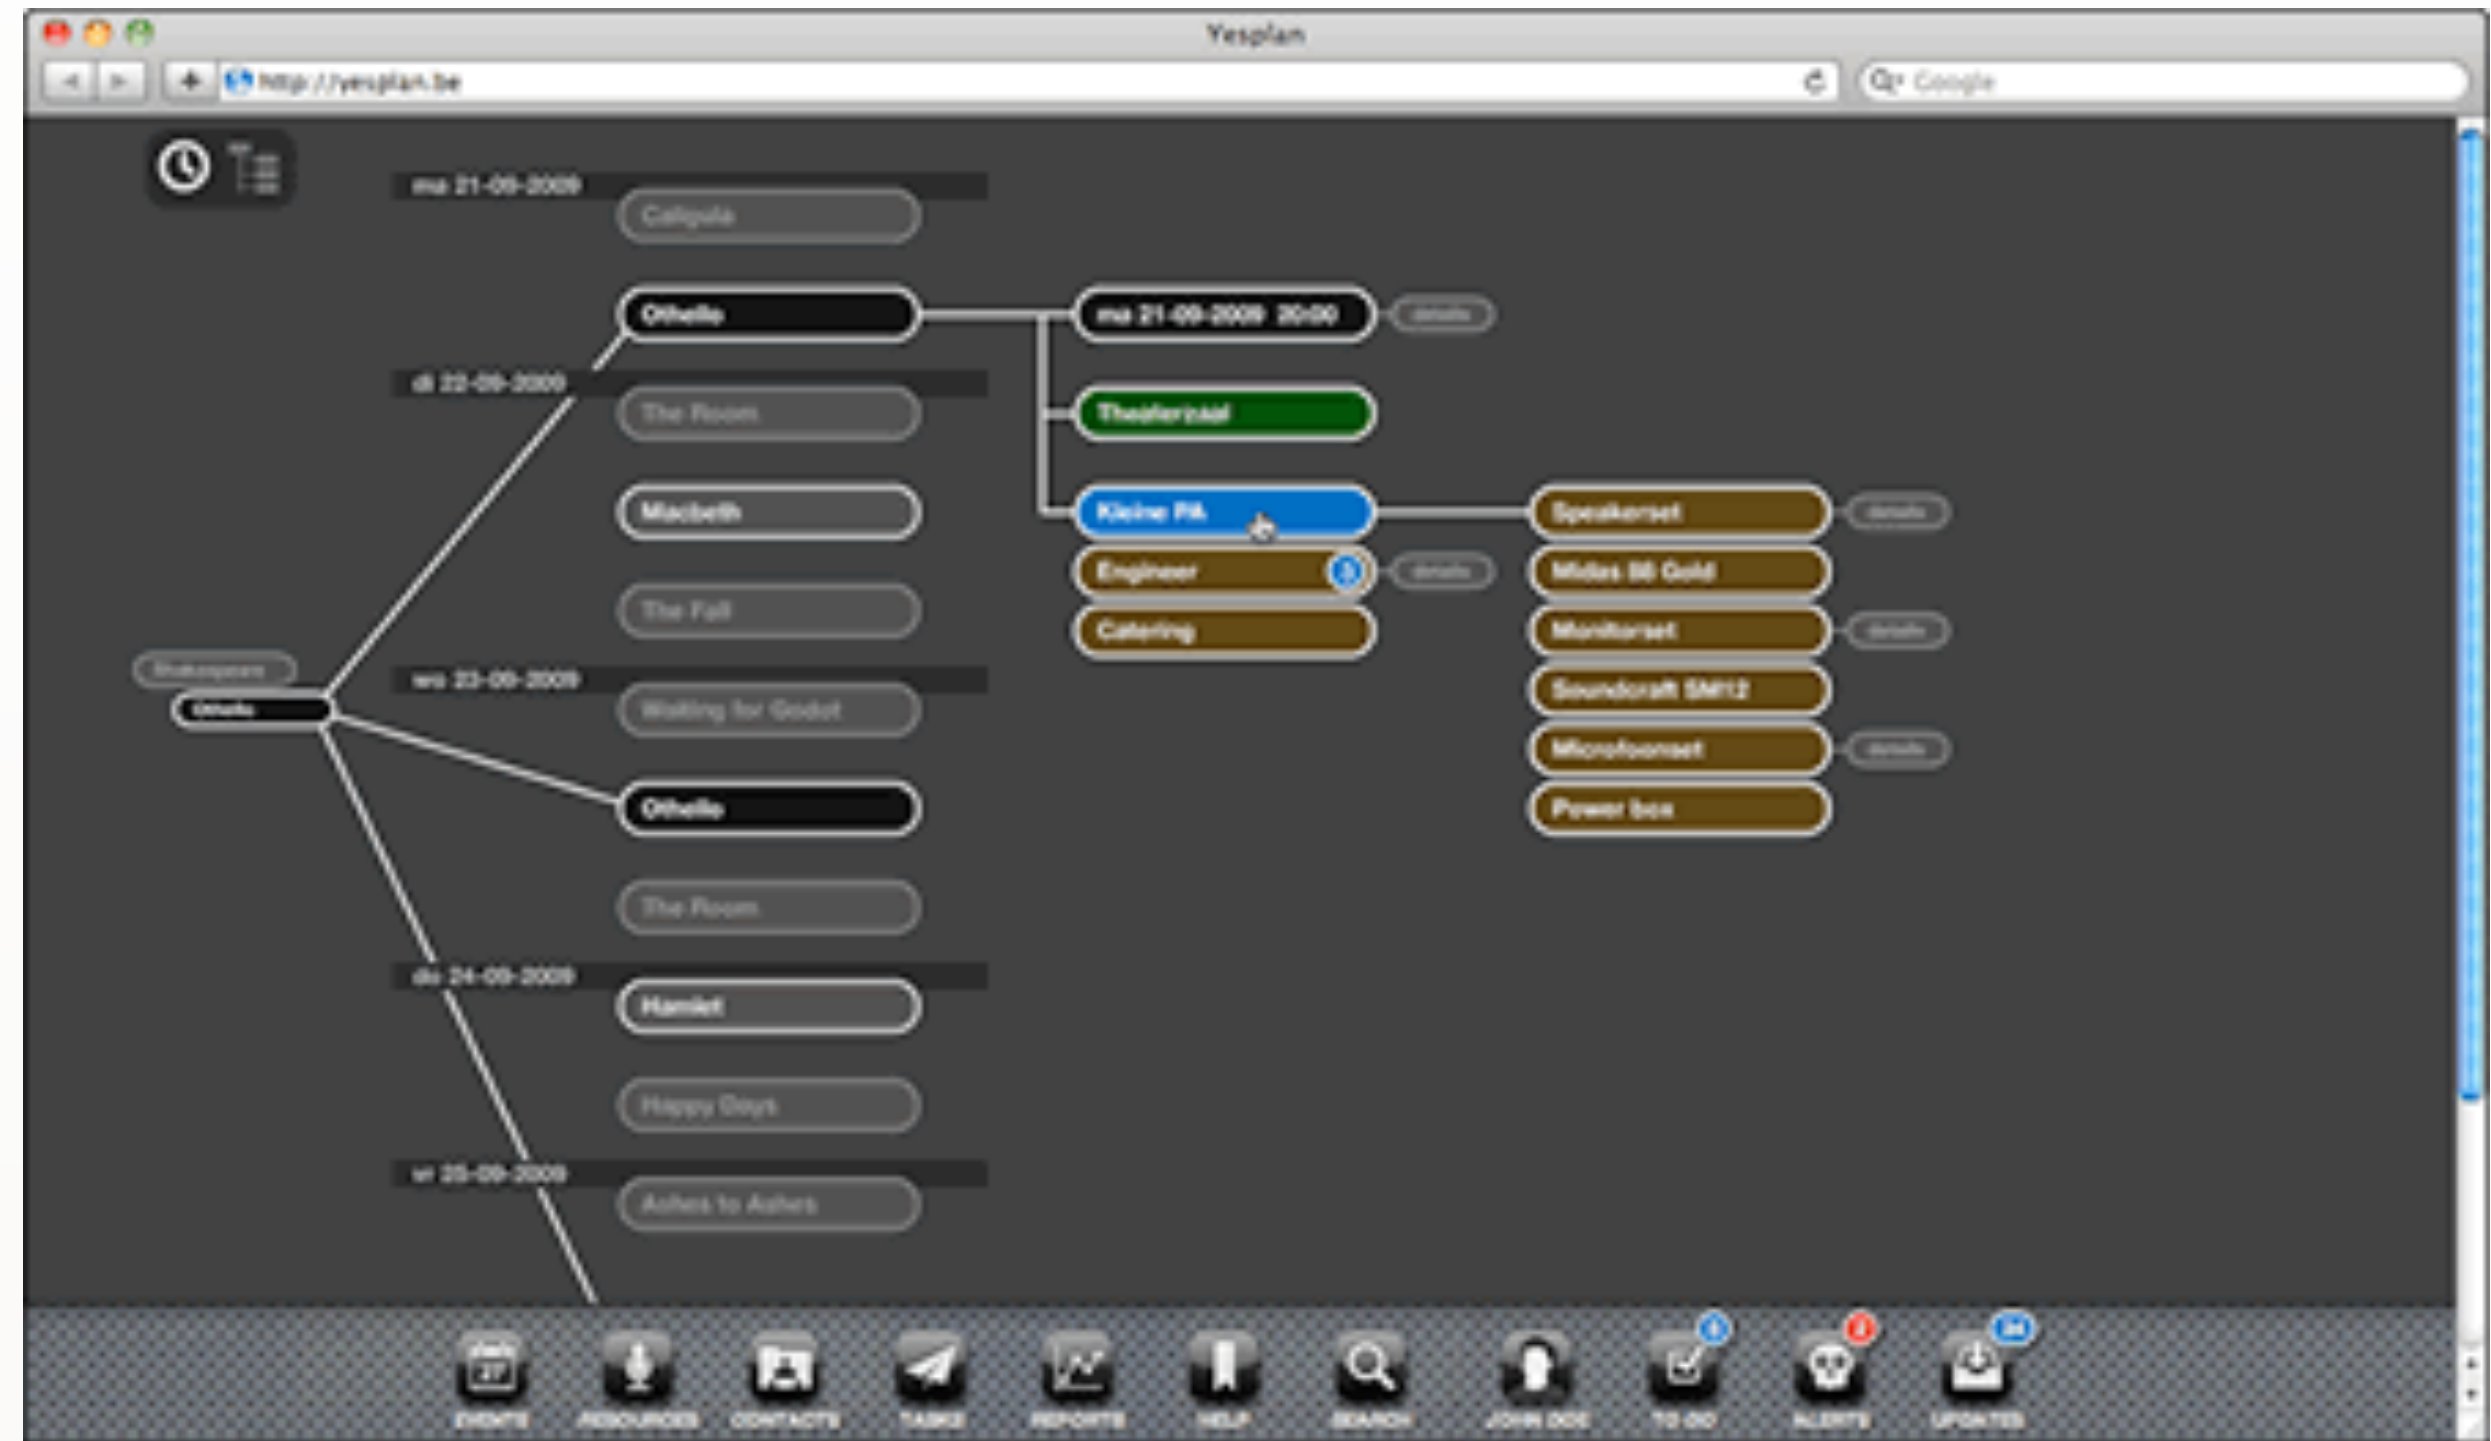 Yesplan
http://yesplan.be
Google
ma 21-09-2009
Caligula
Othello
ma 21-09-2009 20:00
details
di 22-09-2009
The Room
Theaterzaal
Macbeth
Kleine PA
Speakerset
details
Engineer
details
Midas 88 Gold
The Fall
Catering
Monitorset
details
Shakespeare
wo 23-09-2009
Othello
Waiting for Godot
Soundcraft SM12
Microfoonset
details
Othello
Power box
The Room
do 24-09-2009
Hamlet
Happy Days
vr 25-09-2009
Ashes to Ashes
EVENTS
RESOURCES
CONTACTS
TASKS
REPORTS
HELP
SEARCH
JOHN DOE
TO DO
ALERTS
UPDATES